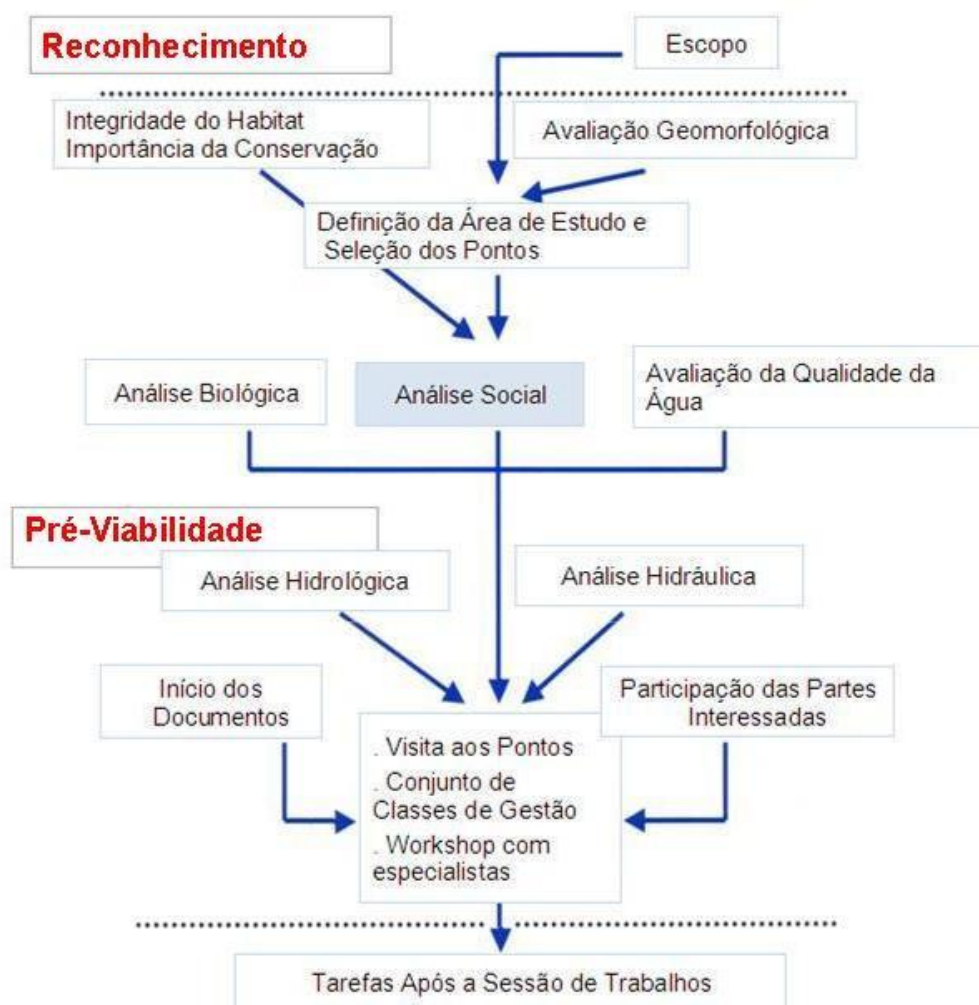 Reconhecimento
Escopo
Integridade do Habitat
Importância da Conservação
Avaliação Geomorfológica
Definição da Área de Estudo e
Seleção dos Pontos
Análise Biológica
Análise Social
Avaliação da Qualidade da
Água
Pré-Viabilidade
Análise Hidrológica
Análise Hidráulica
Início dos
Documentos
Participação das Partes
Interessadas
. Visita aos Pontos
. Conjunto de
Classes de Gestão
. Workshop com
especialistas
Tarefas Após a Sessão de Trabalhos